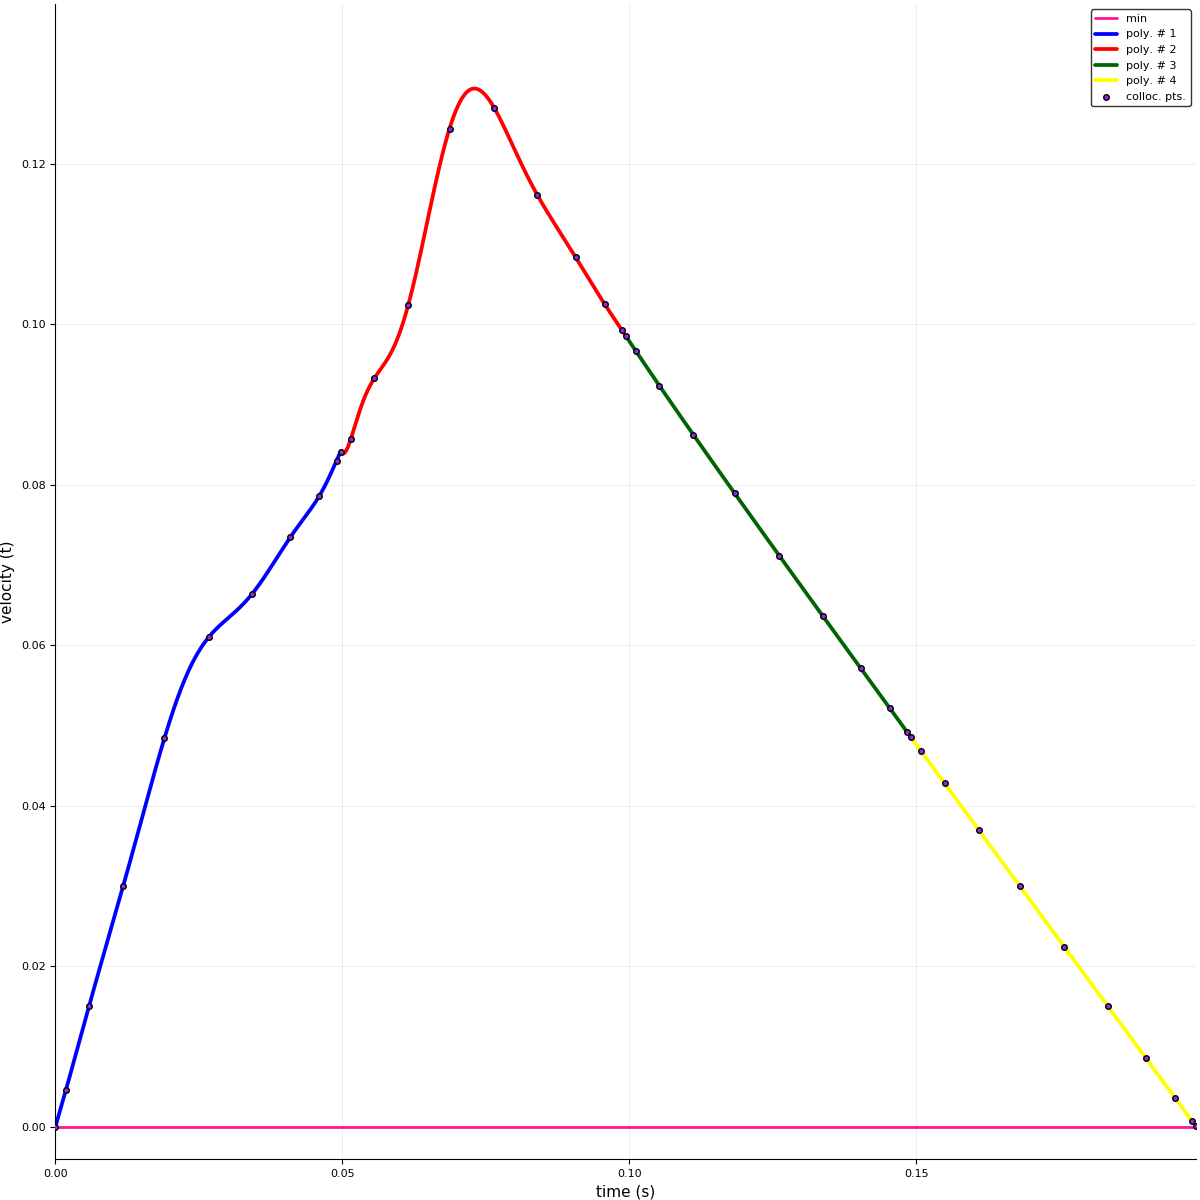 min
poly. # 1
poly. # 2
poly. # 3
poly. # 4
colloc. pts.
0.12
0.10
0.08
0.06
0.04
0.02
0.00
velocity (t)
0.00 0.05 0.10 0.15
time (s)